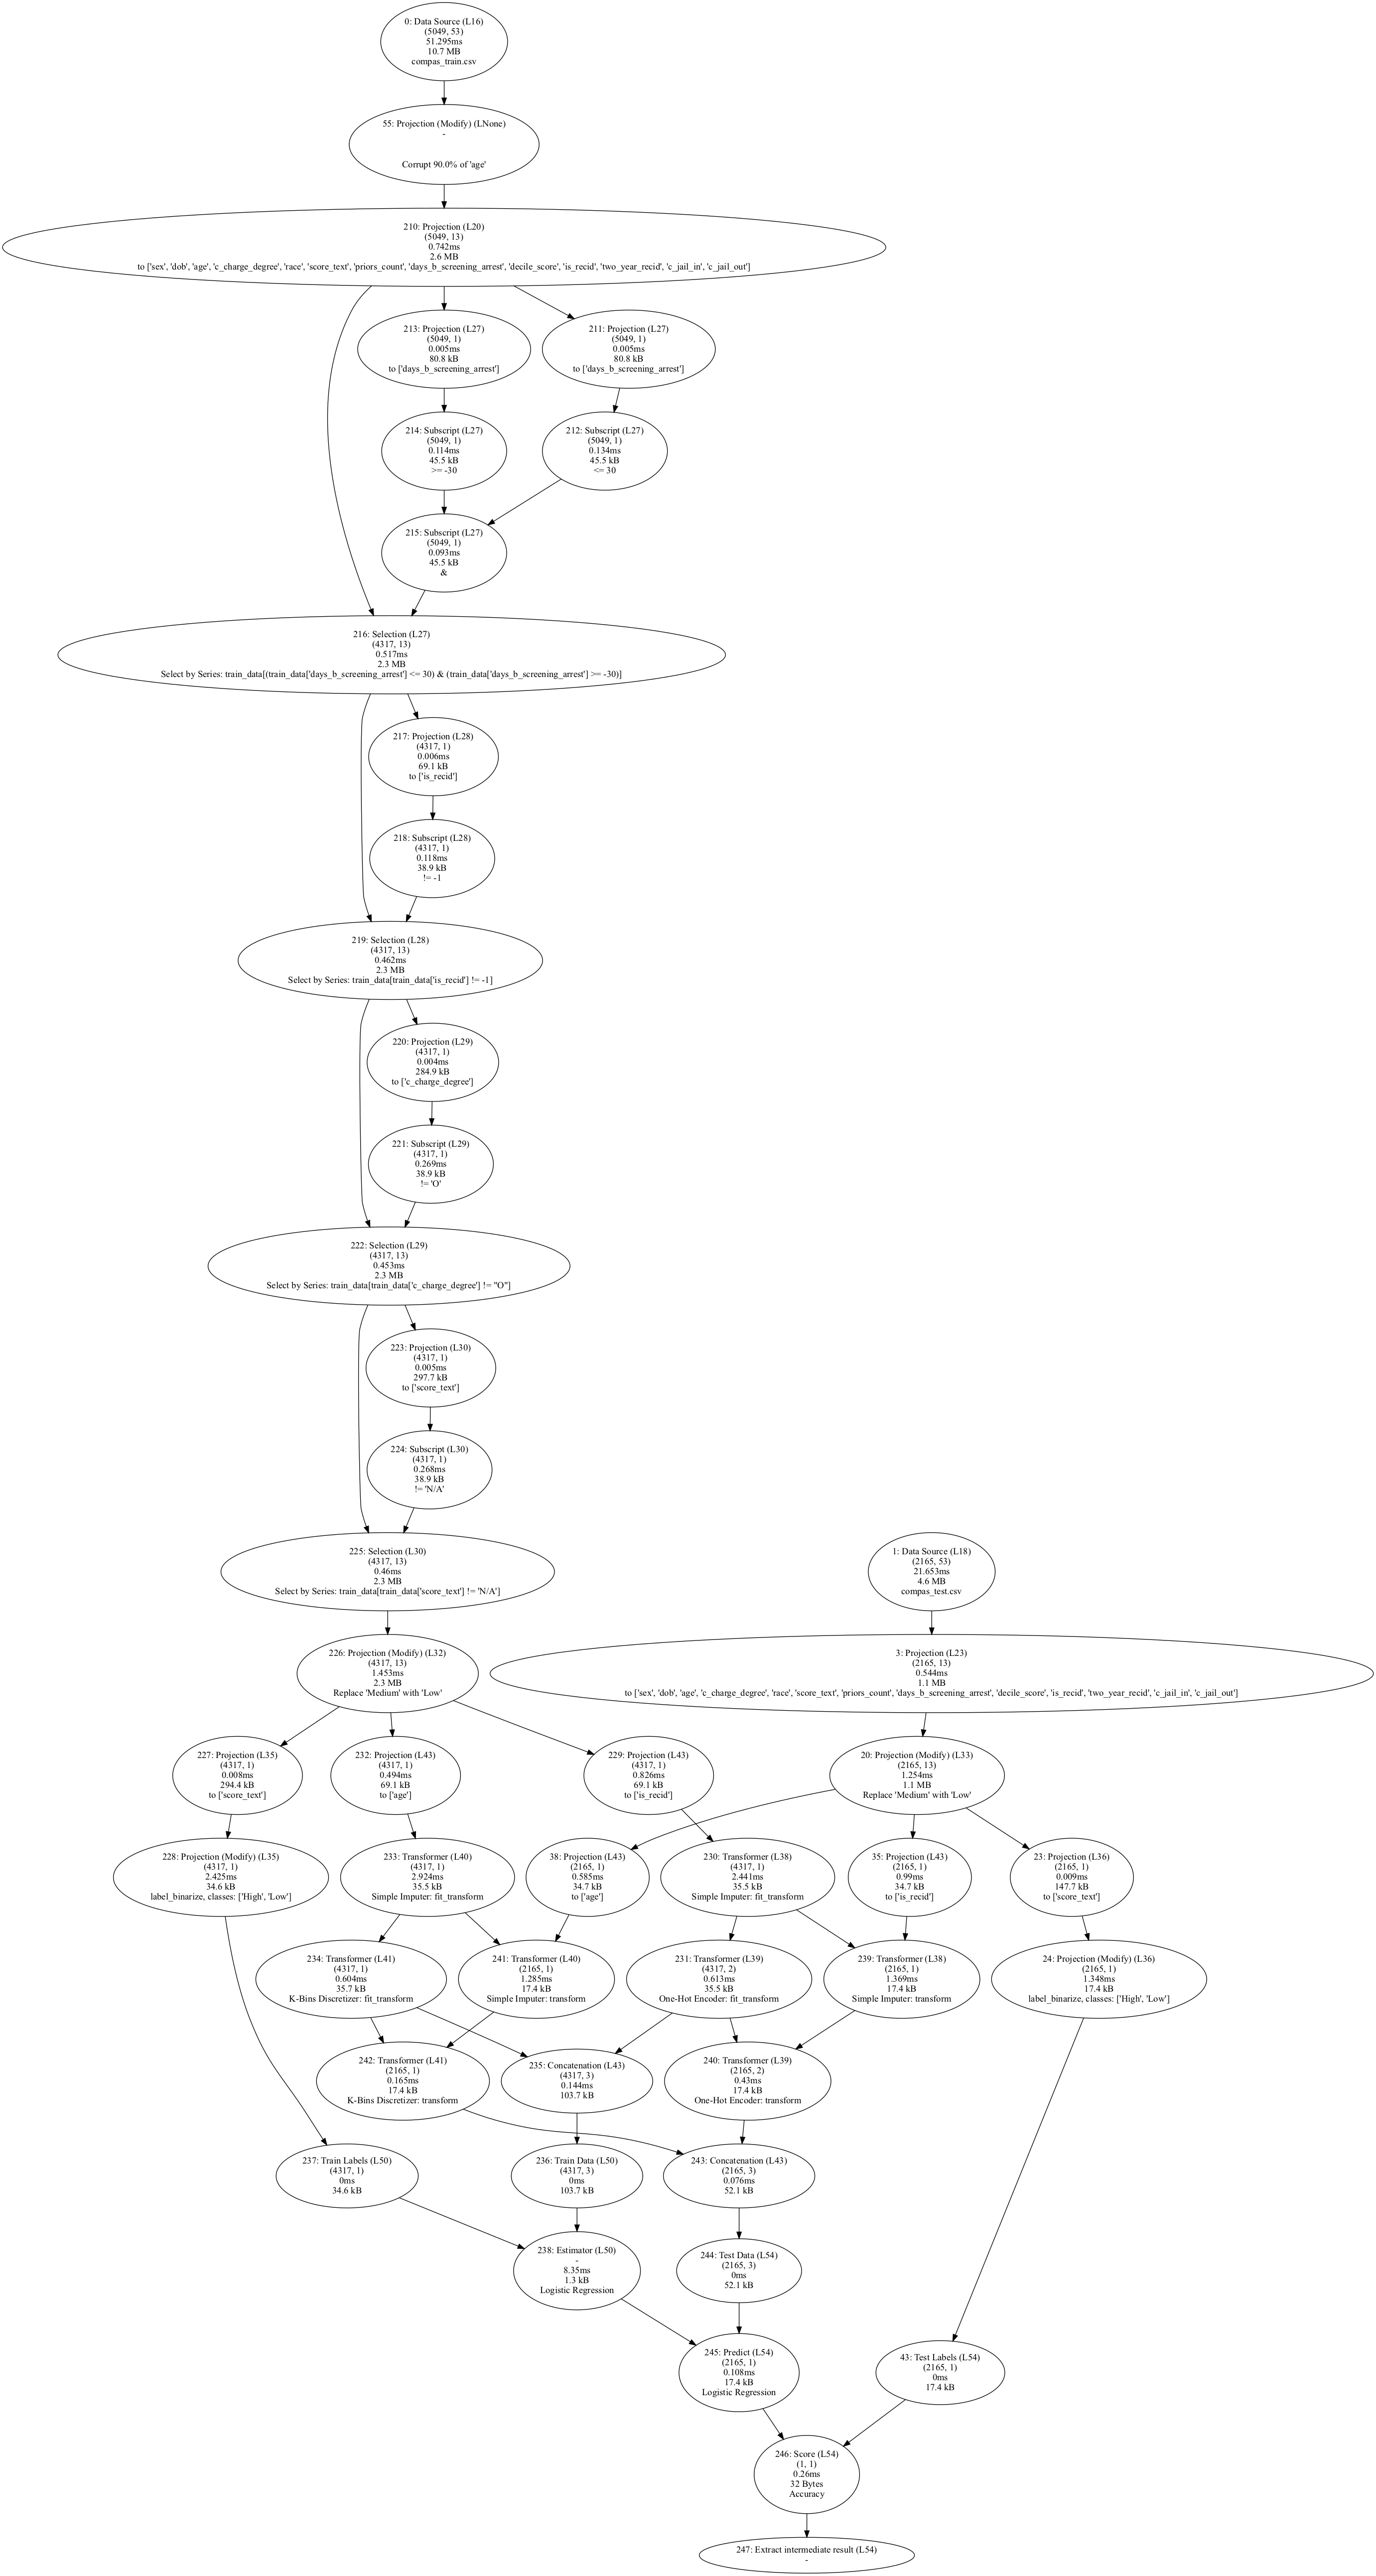 0: Data Source (L16)
(5049, 53)
51.295ms
10.7 MB
compas_train.csv
55: Projection (Modify) (LNone)
-
Corrupt 90.0% of 'age'
210: Projection (L20)
(5049, 13)
0.742ms
2.6 MB
to ['sex', 'dob', 'age', 'c_charge_degree', 'race', 'score_text', 'priors_count', 'days_b_screening_arrest', 'decile_score', 'is_recid', 'two_year_recid', 'c_jail_in', 'c_jail_out']
213: Projection (L27)
(5049, 1)
0.005ms
80.8 kB
to ['days_b_screening_arrest']
211: Projection (L27)
(5049, 1)
0.005ms
80.8 kB
to ['days_b_screening_arrest']
214: Subscript (L27)
(5049, 1)
0.114ms
45.5 kB
>= -30
212: Subscript (L27)
(5049, 1)
0.134ms
45.5 kB
<= 30
215: Subscript (L27)
(5049, 1)
0.093ms
45.5 kB
&
216: Selection (L27)
(4317, 13)
0.517ms
2.3 MB
Select by Series: train_data[(train_data['days_b_screening_arrest'] <= 30) & (train_data['days_b_screening_arrest'] >= -30)]
217: Projection (L28)
(4317, 1)
0.006ms
69.1 kB
to ['is_recid']
218: Subscript (L28)
(4317, 1)
0.118ms
38.9 kB
!= -1
219: Selection (L28)
(4317, 13)
0.462ms
2.3 MB
Select by Series: train_data[train_data['is_recid'] != -1]
220: Projection (L29)
(4317, 1)
0.004ms
284.9 kB
to ['c_charge_degree']
221: Subscript (L29)
(4317, 1)
0.269ms
38.9 kB
!= 'O'
222: Selection (L29)
(4317, 13)
0.453ms
2.3 MB
Select by Series: train_data[train_data['c_charge_degree'] != "O"]
223: Projection (L30)
(4317, 1)
0.005ms
297.7 kB
to ['score_text']
224: Subscript (L30)
(4317, 1)
0.268ms
38.9 kB
!= 'N/A'
225: Selection (L30)
(4317, 13)
0.46ms
2.3 MB
Select by Series: train_data[train_data['score_text'] != 'N/A']
1: Data Source (L18)
(2165, 53)
21.653ms
4.6 MB
compas_test.csv
226: Projection (Modify) (L32)
(4317, 13)
1.453ms
2.3 MB
Replace 'Medium' with 'Low'
3: Projection (L23)
(2165, 13)
0.544ms
1.1 MB
to ['sex', 'dob', 'age', 'c_charge_degree', 'race', 'score_text', 'priors_count', 'days_b_screening_arrest', 'decile_score', 'is_recid', 'two_year_recid', 'c_jail_in', 'c_jail_out']
227: Projection (L35)
(4317, 1)
0.008ms
294.4 kB
to ['score_text']
232: Projection (L43)
(4317, 1)
0.494ms
69.1 kB
to ['age']
229: Projection (L43)
(4317, 1)
0.826ms
69.1 kB
to ['is_recid']
20: Projection (Modify) (L33)
(2165, 13)
1.254ms
1.1 MB
Replace 'Medium' with 'Low'
228: Projection (Modify) (L35)
(4317, 1)
2.425ms
34.6 kB
label_binarize, classes: ['High', 'Low']
233: Transformer (L40)
(4317, 1)
2.924ms
35.5 kB
Simple Imputer: fit_transform
38: Projection (L43)
(2165, 1)
0.585ms
34.7 kB
to ['age']
230: Transformer (L38)
(4317, 1)
2.441ms
35.5 kB
Simple Imputer: fit_transform
35: Projection (L43)
(2165, 1)
0.99ms
34.7 kB
to ['is_recid']
23: Projection (L36)
(2165, 1)
0.009ms
147.7 kB
to ['score_text']
234: Transformer (L41)
(4317, 1)
0.604ms
35.7 kB
K-Bins Discretizer: fit_transform
241: Transformer (L40)
(2165, 1)
1.285ms
17.4 kB
Simple Imputer: transform
231: Transformer (L39)
(4317, 2)
0.613ms
35.5 kB
One-Hot Encoder: fit_transform
239: Transformer (L38)
(2165, 1)
1.369ms
17.4 kB
Simple Imputer: transform
24: Projection (Modify) (L36)
(2165, 1)
1.348ms
17.4 kB
label_binarize, classes: ['High', 'Low']
242: Transformer (L41)
(2165, 1)
0.165ms
17.4 kB
K-Bins Discretizer: transform
235: Concatenation (L43)
(4317, 3)
0.144ms
103.7 kB
240: Transformer (L39)
(2165, 2)
0.43ms
17.4 kB
One-Hot Encoder: transform
237: Train Labels (L50)
(4317, 1)
0ms
34.6 kB
236: Train Data (L50)
(4317, 3)
0ms
103.7 kB
243: Concatenation (L43)
(2165, 3)
0.076ms
52.1 kB
238: Estimator (L50)
-
8.35ms
1.3 kB
Logistic Regression
244: Test Data (L54)
(2165, 3)
0ms
52.1 kB
245: Predict (L54)
(2165, 1)
0.108ms
17.4 kB
Logistic Regression
43: Test Labels (L54)
(2165, 1)
0ms
17.4 kB
246: Score (L54)
(1, 1)
0.26ms
32 Bytes
Accuracy
247: Extract intermediate result (L54)
-